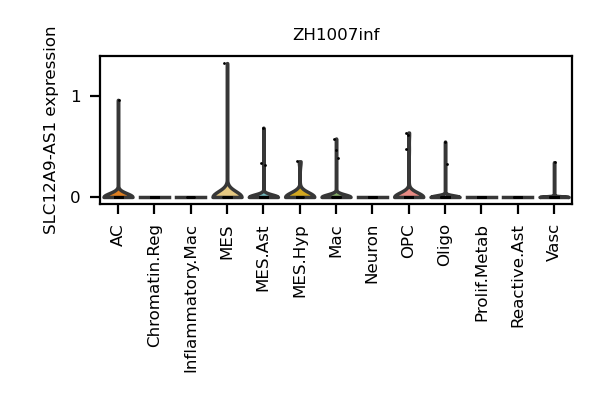 ZH1007inf
SLC12A9-AS1 expression
1
0
AC
Chromatin.Reg
Inflammatory.Mac
MES
MES.Ast
MES.Hyp
Mac
Neuron
OPC
Oligo
Prolif.Metab
Reactive.Ast
Vasc